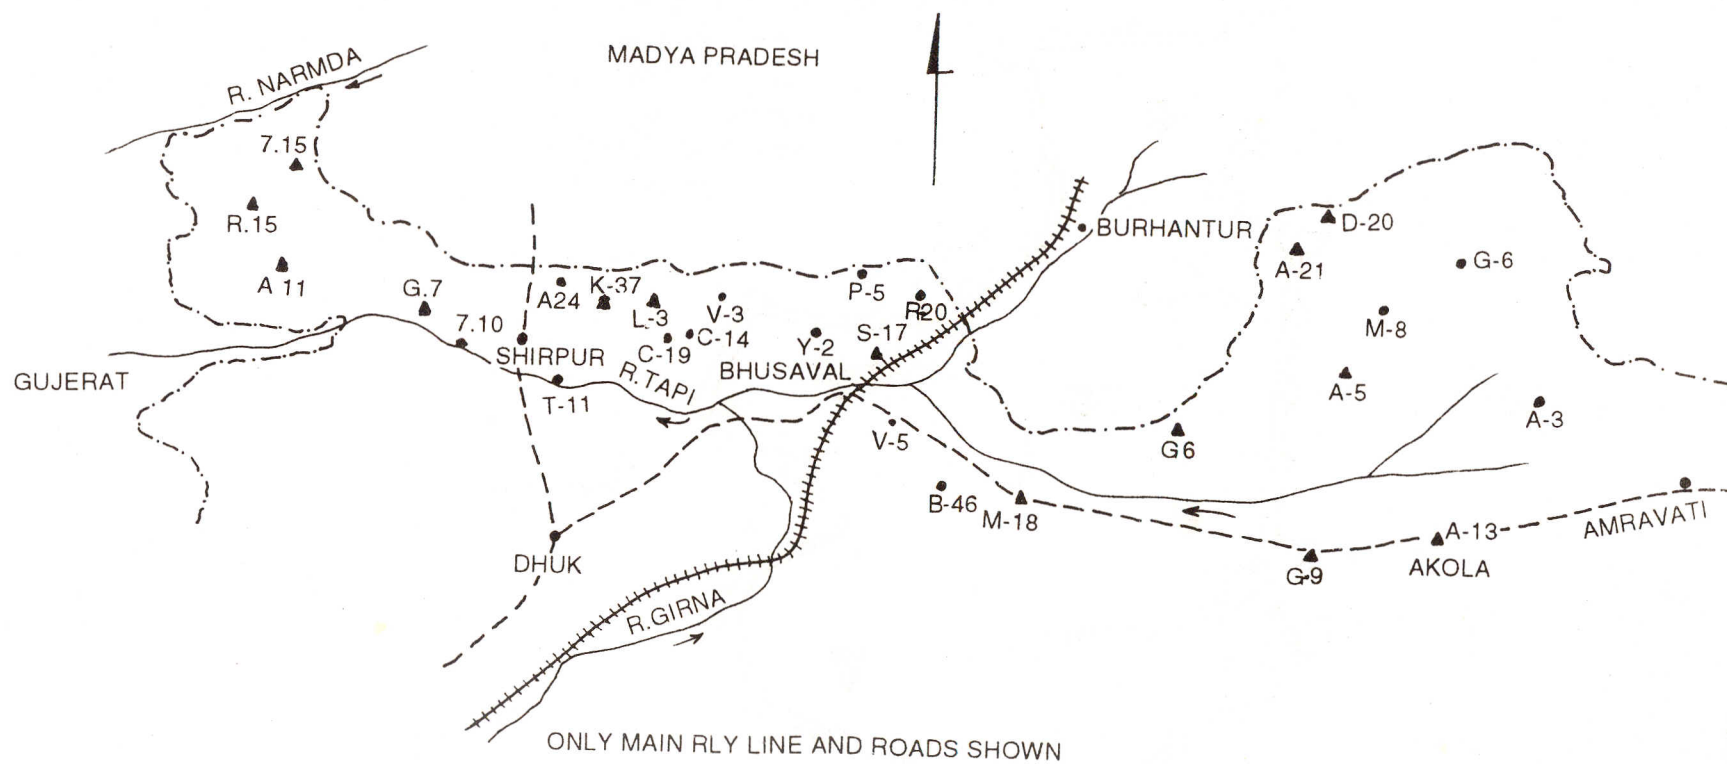 MADYA PRADESH
R. NARMDA
7.15
R.15
A 11
D-20
BURHANTUR
A-21
G-6
G.7
A24
K-37
P-5
L-3
V-3
R20
M-8
7.10
C-19
C-14
Y-2
S-17
SHIRPUR
R.TAPI
BHUSAVAL
GUJERAT
A-5
T-11
A-3
V-5
G6
B-46
M-18
AMRAVATI
A-13
DHUK
G-9
AKOLA
R.GIRNA
ONLY MAIN RLY LINE AND ROADS SHOWN